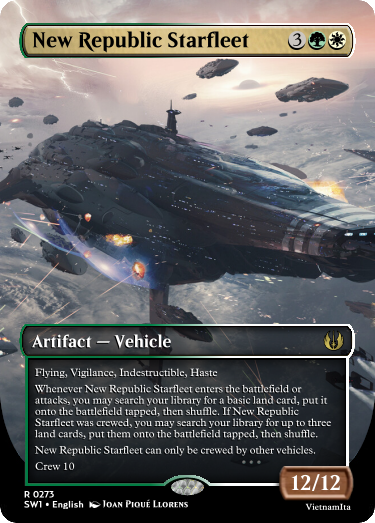 New Republic Starfleet 3
Artifact — Vehicle
Flying, Vigilance, Indestructible, Haste
Whenever New Republic Starfleet enters the battlefield or
attacks, you may search your library for a basic land card, put it
onto the battlefield tapped, then shuffle. If New Republic
Starfleet was crewed, you may search your library for up to three
land cards, put them onto the battlefield tapped, then shuffle.
New Republic Starfleet can only be crewed by other vehicles.
Crew 10
12/12
R 0273
SW1 • English Joan Piqué Llorens
VietnamIta